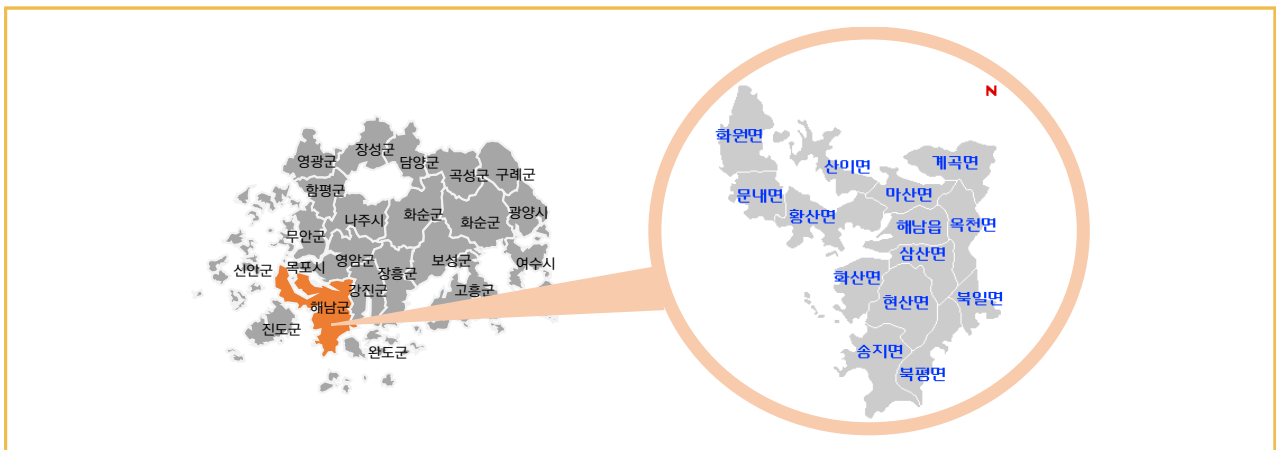 장성군
영광군
담양군
곡성군
구례군
함평군
나주시
화순군
화순군
광양시
무안군
신안군
목포시
영암군
장흥군
보성군
여수시
강진군
고흥군
해남군
진도군
완도군
N
화원면
산이면
계곡면
문내면
마산면
황산면
해남읍
옥천면
삼산면
화산면
현산면
북일면
송지면
북평면